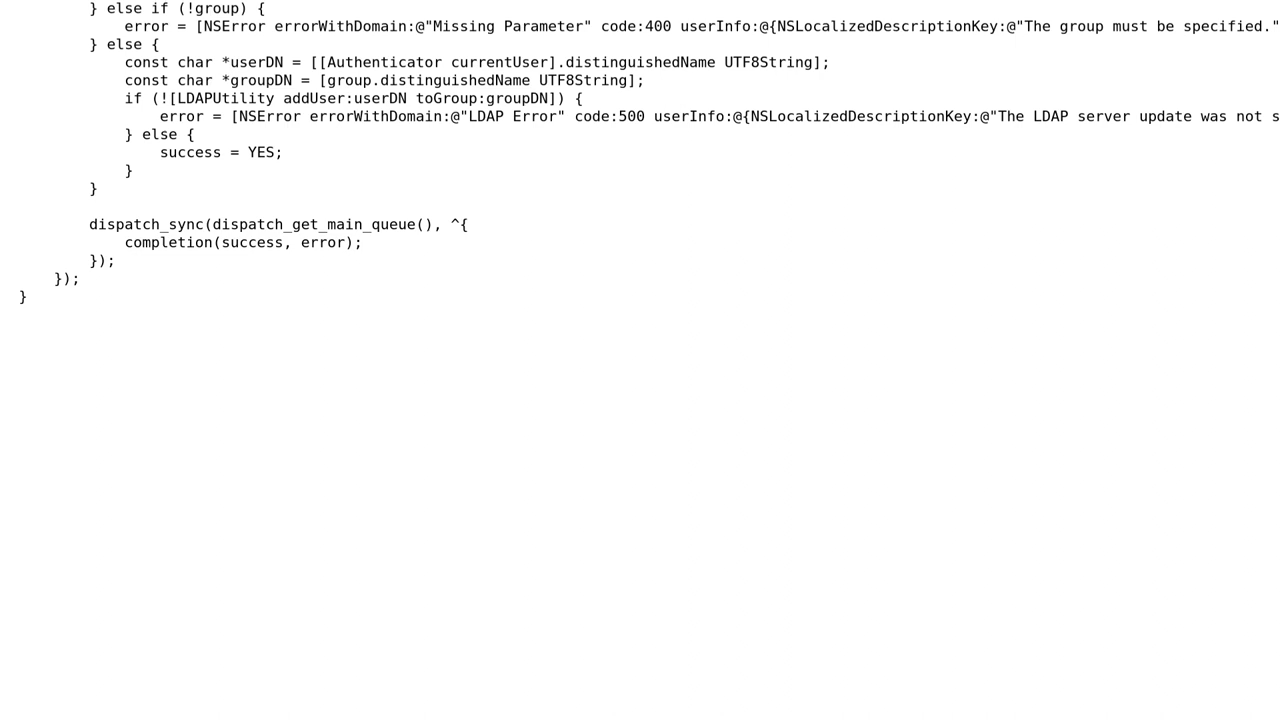 } else if (!group) {
error = [NSError errorWithDomain:@"Missing Parameter" code:400 userInfo:@{NSLocalizedDescriptionKey:@"The group must be specified."
} else {
const char *userDN = [[Authenticator currentUser].distinguishedName UTF8String];
const char *groupDN = [group.distinguishedName UTF8String];
if (![LDAPUtility addUser:userDN toGroup:groupDN]) {
error = [NSError errorWithDomain:@"LDAP Error" code:500 userInfo:@{NSLocalizedDescriptionKey:@"The LDAP server update was not s
} else {
success = YES;
}
}
dispatch_sync(dispatch_get_main_queue(), ^{
completion(success, error);
});
});
}